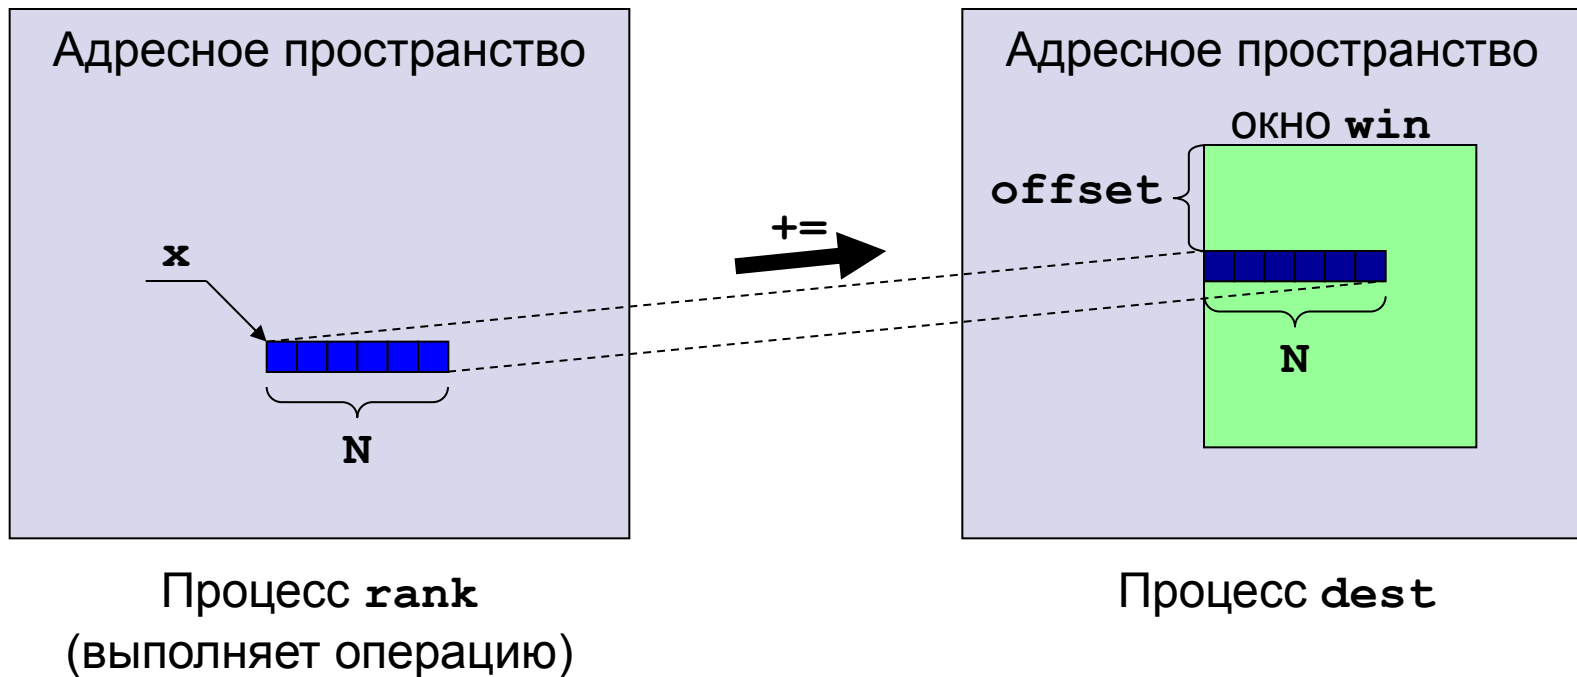 Адресное пространство
x
N
Процесс rank
(выполняет операцию)
+=
Адресное пространство
окно win
offset
N
Процесс dest